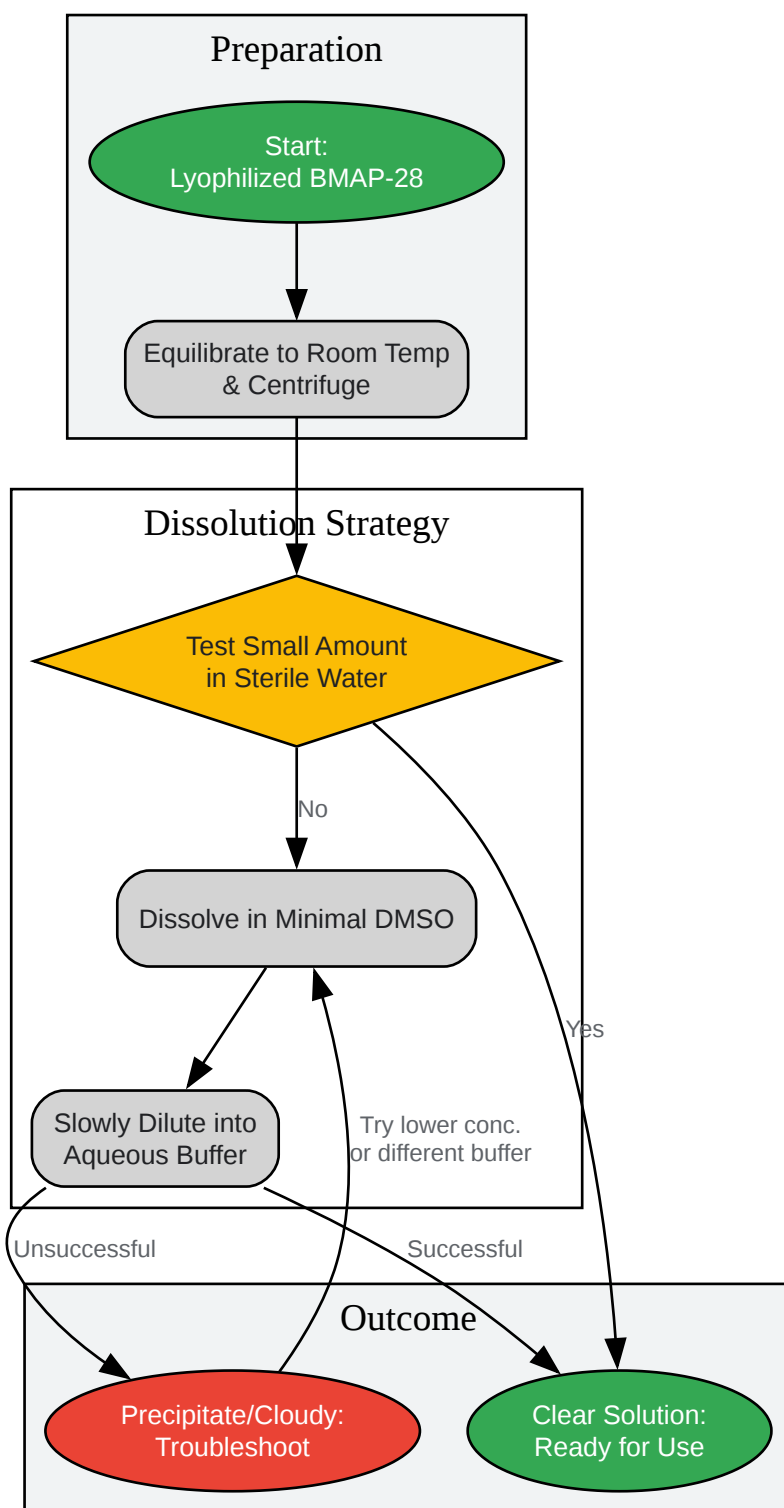 Preparation
Start:
Lyophilized BMAP-28
Equilibrate to Room Temp
& Centrifuge
Dissolution Strategy
Test Small Amount
in Sterile Water
No
Dissolve in Minimal DMSO
Yes
Slowly Dilute into
Aqueous Buffer
Try lower conc.
or different buffer
Unsuccessful
Successful
Outcome
Precipitate/Cloudy:
Troubleshoot
Clear Solution:
Ready for Use